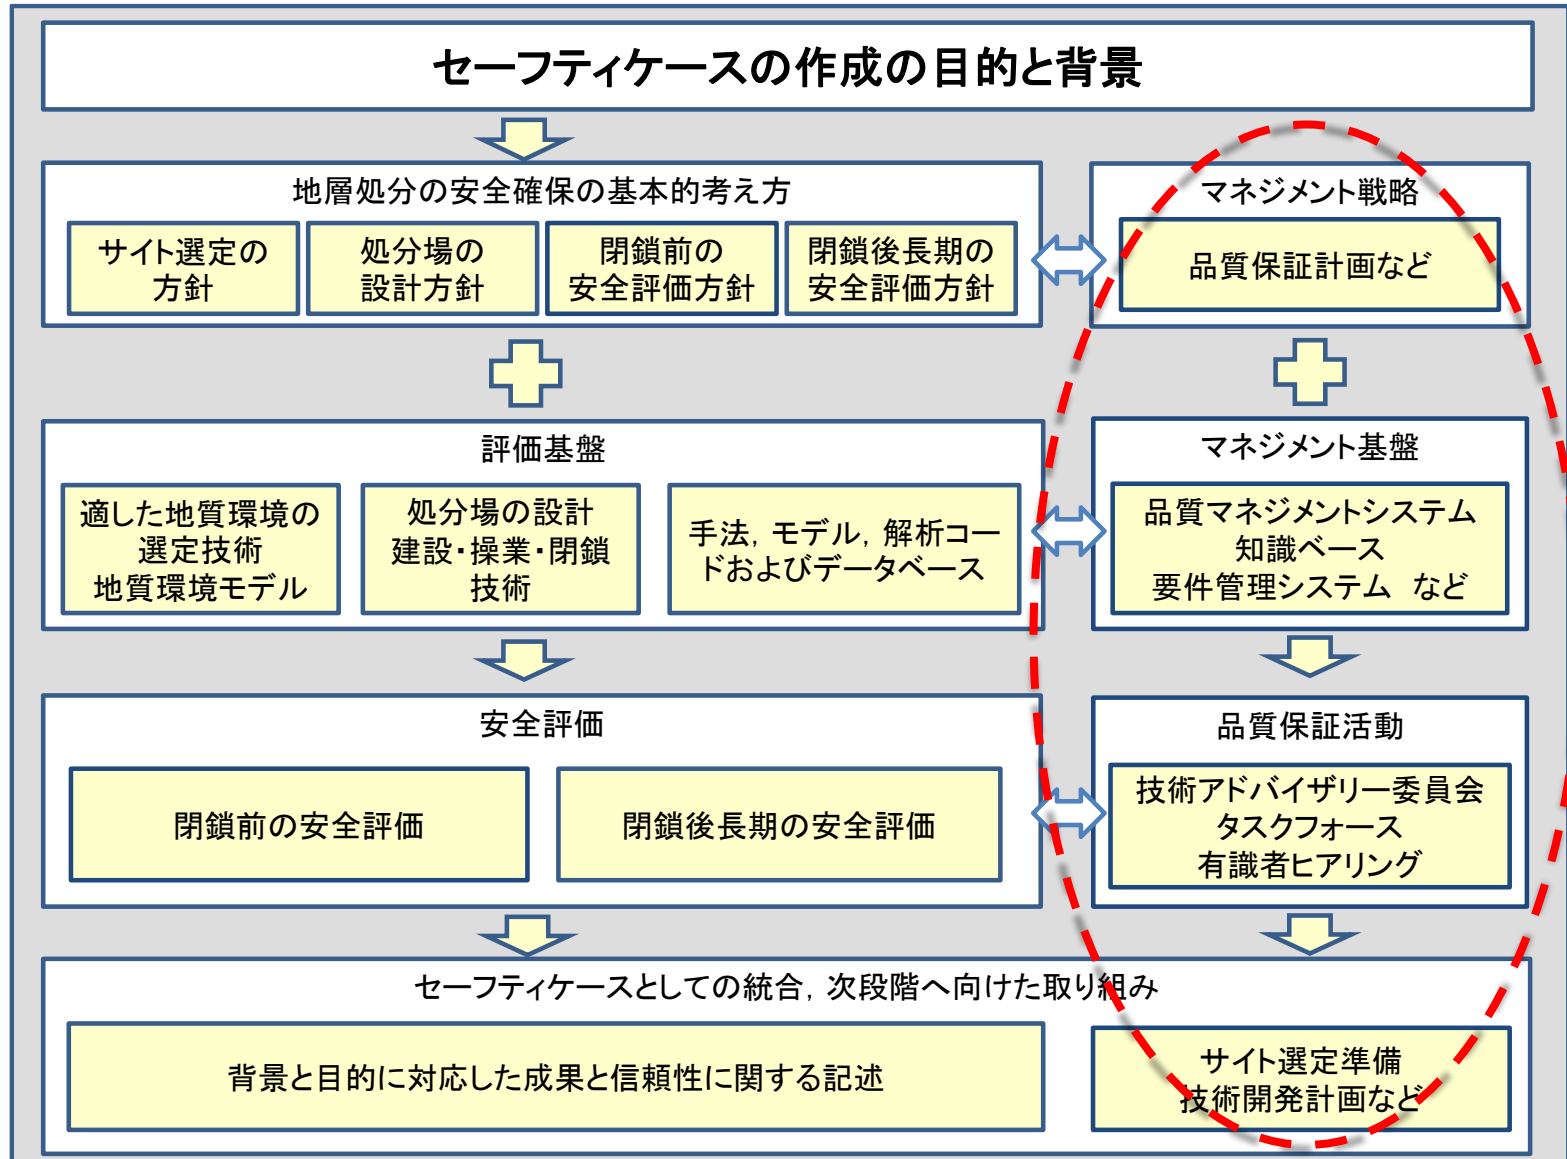 セーフティケースの作成の目的と背景
地層処分の安全確保の基本的考え方
サイト選定の
方針
処分場の
設計方針
閉鎖前の
安全評価方針
閉鎖後長期の
安全評価方針
マネジメント戦略
品質保証計画など
評価基盤
適した地質環境の
選定技術
地質環境モデル
処分場の設計
建設・操業・閉鎖
技術
手法，モデル，解析コー
ドおよびデータベース
マネジメント基盤
品質マネジメントシステム
知識ベース
要件管理システム　など
安全評価
閉鎖前の安全評価
閉鎖後長期の安全評価
品質保証活動
技術アドバイザリー委員会
タスクフォース
有識者ヒアリング
セーフティケースとしての統合，次段階へ向けた取り組み
背景と目的に対応した成果と信頼性に関する記述
サイト選定準備
技術開発計画など